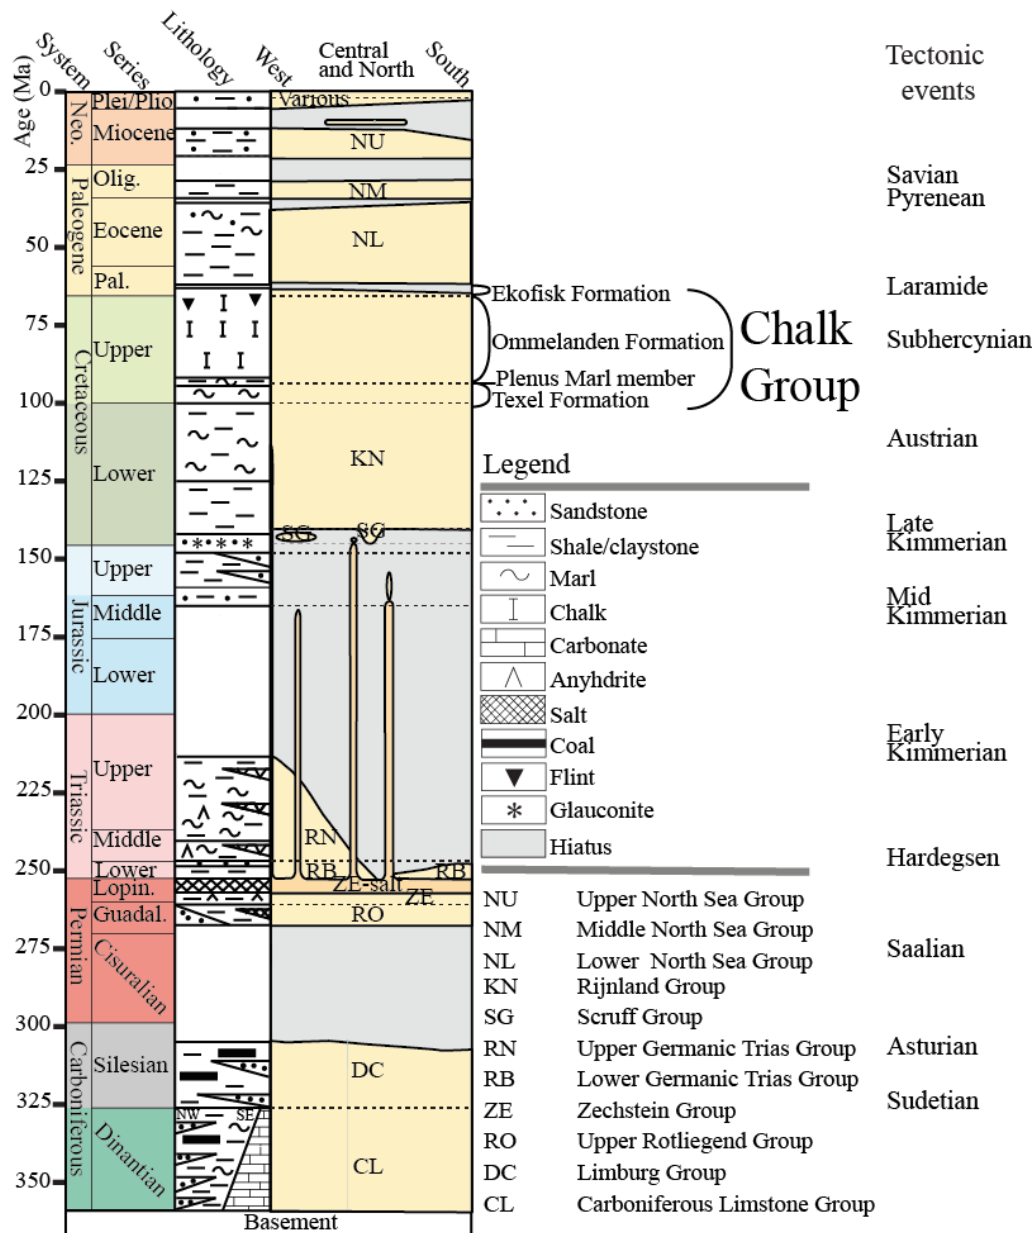 Age (Ma)
System
Series
Lithology
West
Central
and North
South
Tectonic
events
0
25
50
75
100
125
150
175
200
225
250
275
300
325
350
Neo.
Paleogene
Cretaceous
Jurassic
Triassic
Permian
Carboniferous
Plei/Plio
Miocene
Olig.
Eocene
Pal.
Upper
Lower
Upper
Middle
Lower
Upper
Middle
Lower
Lopin.
Guadal.
Cisuralian
Silesian
Dinantian
NW
SE
Various
NU
NM
NL
KN
SG
SG
RN
RB
RB
ZE-salt
ZE
RO
DC
CL
Basement
Ekofisk Formation
Ommelanden Formation
Plenus Marl member
Texel Formation
Chalk
Group
Legend
Sandstone
Shale/claystone
Marl
Chalk
Carbonate
Anyhdrite
Salt
Coal
Flint
Glauconite
Hiatus
NU Upper North Sea Group
NM Middle North Sea Group
NL Lower North Sea Group
KN Rijnland Group
SG Scruff Group
RN Upper Germanic Trias Group
RB Lower Germanic Trias Group
ZE Zechstein Group
RO Upper Rotliegend Group
DC Limburg Group
CL Carboniferous Limstone Group
Savian
Pyrenean
Laramide
Subhercynian
Austrian
Late
Kimmerian
Mid
Kimmerian
Early
Kimmerian
Hardegsen
Saalian
Asturian
Sudetian